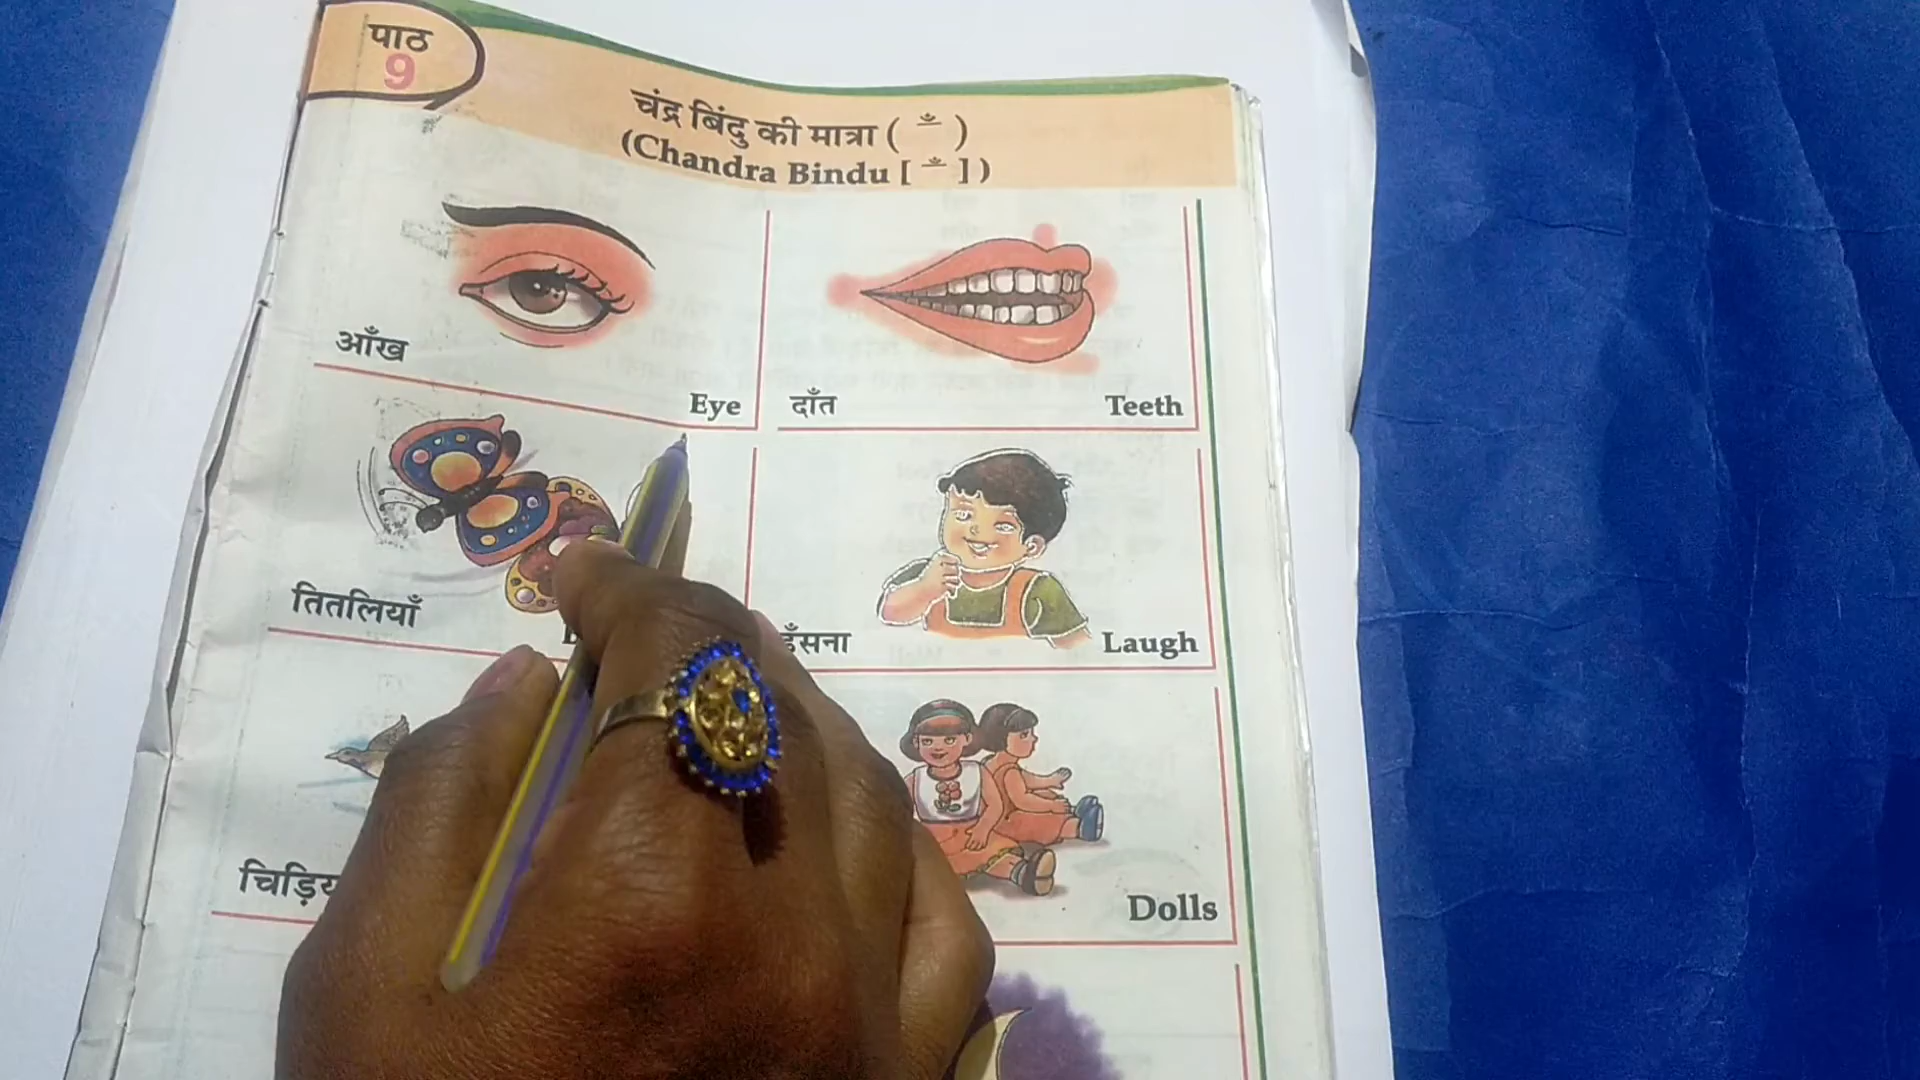 पाठ
9
चंद्र बिंदु की मात्रा ( ँ )
(Chandra Bindu [ ँ ])
आँख
Eye
दाँत
Teeth
तितलियाँ
हँसना
Laugh
Dolls